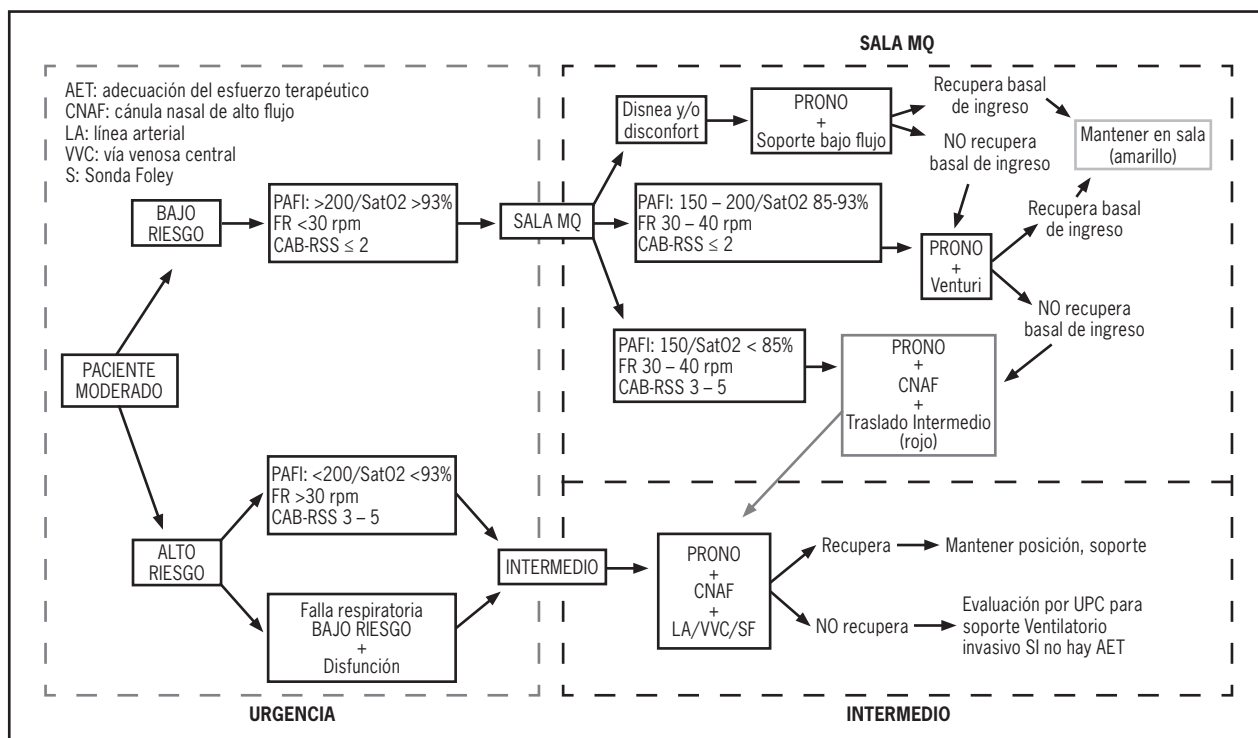 SALA MQ
AET: adecuación del esfuerzo terapéutico
CNAF: cánula nasal de alto flujo
LA: línea arterial
VVC: vía venosa central
S: Sonda Foley
BAJO
RIESGO
PAFI: >200/SatO2 >93%
FR <30 rpm
CAB-RSS ≤ 2
SALA MQ
Disnea y/o
disconfort
PRONO
+
Soporte bajo flujo
Recupera basal
de ingreso
NO recupera
basal de ingreso
Mantener en sala
(amarillo)
PAFI: 150 – 200/SatO2 85-93%
FR 30 – 40 rpm
CAB-RSS ≤ 2
PRONO
+
Venturi
Recupera basal
de ingreso
NO recupera
basal de ingreso
PAFI: 150/SatO2 < 85%
FR 30 – 40 rpm
CAB-RSS 3 – 5
PRONO
+
CNAF
+
Traslado Intermedio
(rojo)
PACIENTE
MODERADO
ALTO
RIESGO
PAFI: <200/SatO2 <93%
FR >30 rpm
CAB-RSS 3 – 5
Falla respiratoria
BAJO RIESGO
+
Disfunción
INTERMEDIO
PRONO
+
CNAF
+
LA/VVC/SF
Recupera
Mantener posición, soporte
NO recupera
Evaluación por UPC para
soporte Ventilatorio
invasivo SI no hay AET
URGENCIA
INTERMEDIO